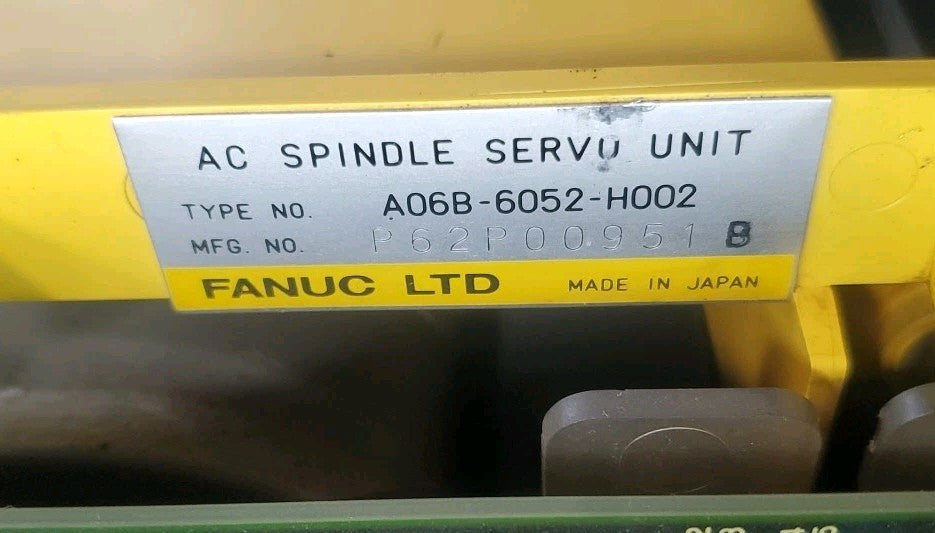 AC SPINDLE SERVO UNIT
TYPE NO. A06B-6052-H002
MFG. NO. P62P00951 B
FANUC LTD MADE IN JAPAN